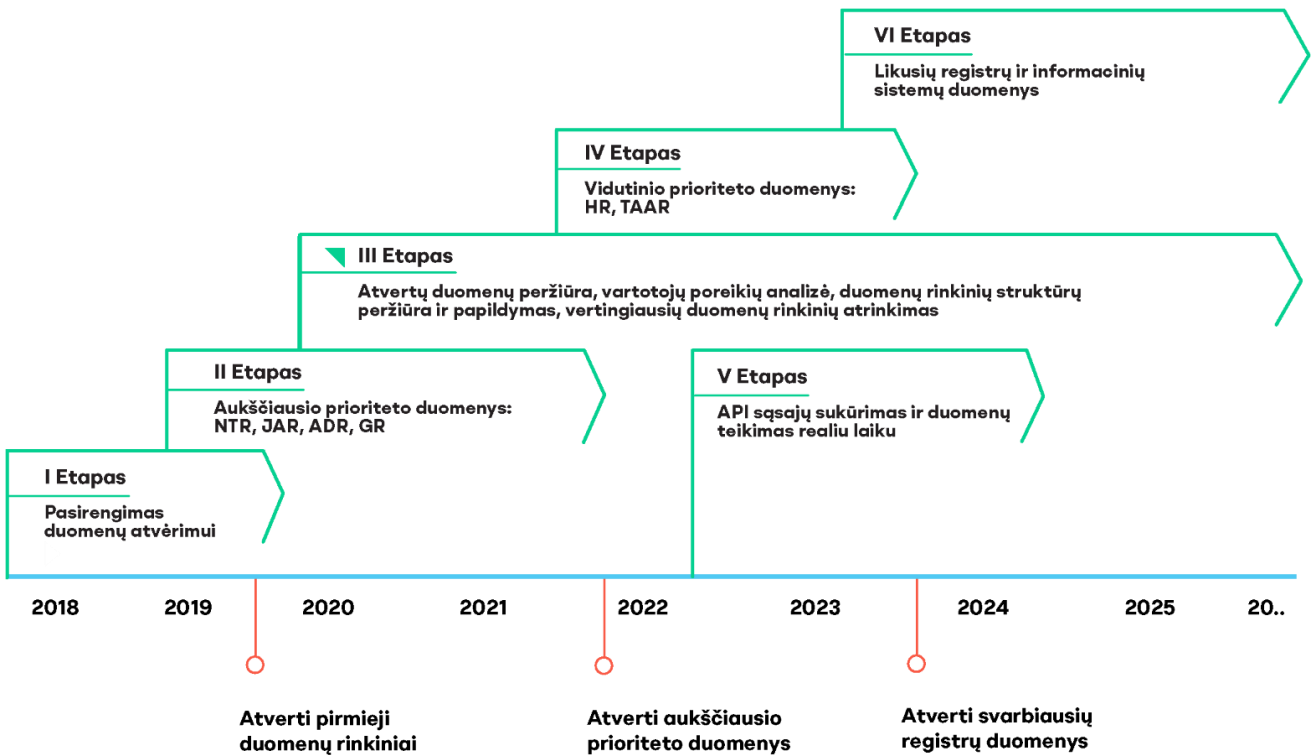 VI Etapas
Likusių registrų ir informacinių
sistemų duomenys
IV Etapas
Vidutinio prioriteto duomenys:
HR, TAAR
III Etapas
Atvertų duomenų peržiūra, vartotojų poreikių analizė, duomenų rinkinių struktūrų
peržiūra ir papildymas, vertingiausių duomenų rinkinių atrinkimas
II Etapas
Aukščiausio prioriteto duomenys:
NTR, JAR, ADR, GR
V Etapas
API sąsajų sukūrimas ir duomenų
teikimas realiu laiku
I Etapas
Pasirengimas
duomenų atvėrimui
2018 2019 2020 2021 2022 2023 2024 2025 20..
Atverti pirmieji
duomenų rinkiniai
Atverti aukščiausio
prioriteto duomenys
Atverti svarbiausių
registrų duomenys